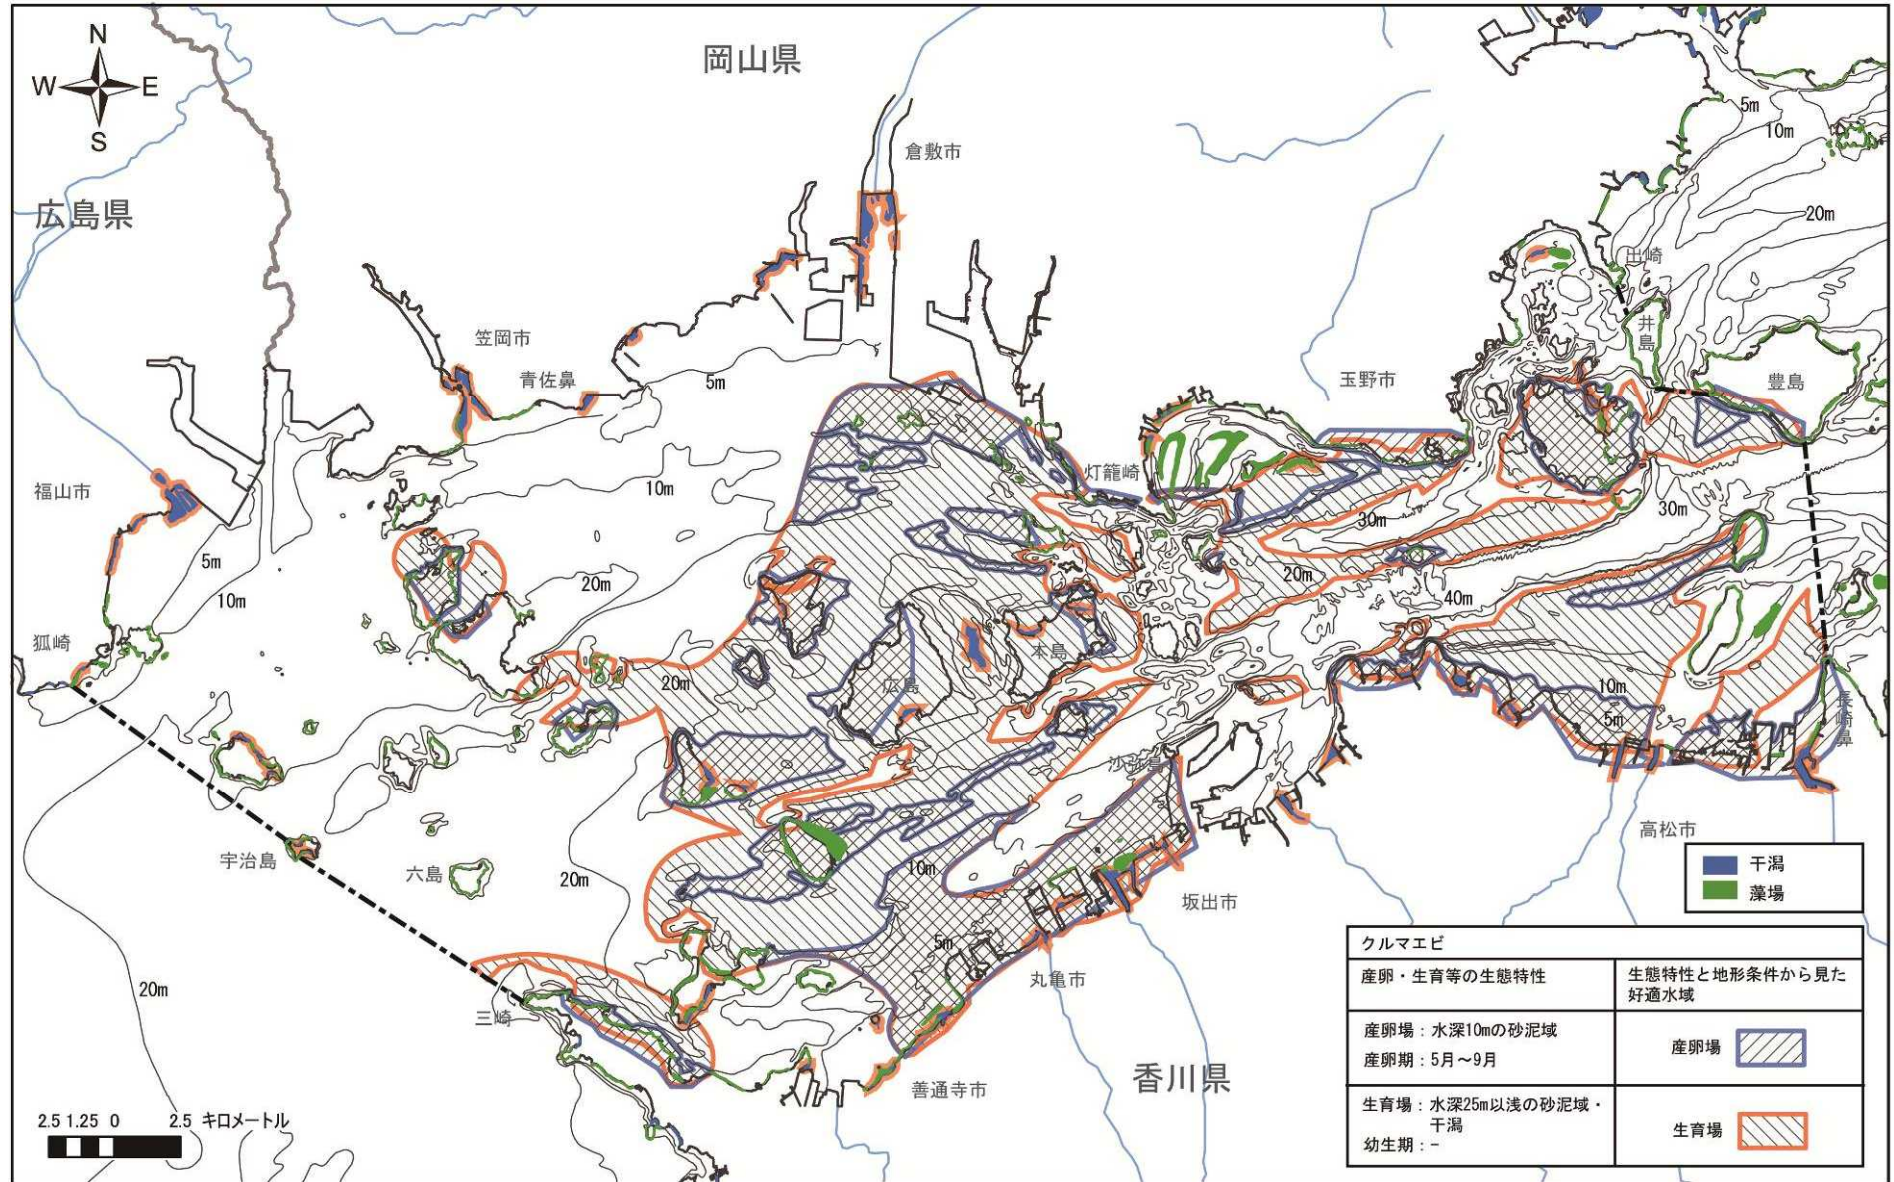 N
W
E
S
岡山県
広島県
倉敷市
笠岡市
青佐鼻
福山市
狐崎
玉野市
出崎
井島
豊島
灯籠崎
本島
広島
沙弥島
長崎鼻
高松市
坂出市
丸亀市
善通寺市
香川県
宇治島
六島
三崎
5m
10m
20m
5m
10m
5m
10m
20m
20m
20m
20m
30m
30m
20m
40m
10m
5m
10m
5m
2.5 1.25 0 2.5 キロメートル
干潟
藻場
クルマエビ
産卵・生育等の生態特性
生態特性と地形条件から見た
好適水域
産卵場：水深10mの砂泥域
産卵期：5月～9月
産卵場
生育場：水深25m以浅の砂泥域・
干潟
幼生期：-
生育場